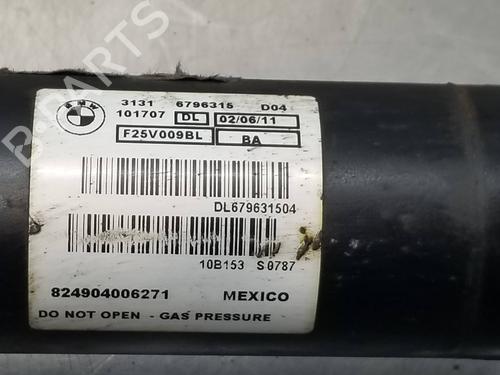 B-PARTS
BMW
3131 6796315 D04
101707 DL 02/06/11
F25V009BL BA
DL679631504
10B153 S0787
824904006271 MEXICO
DO NOT OPEN - GAS PRESSURE